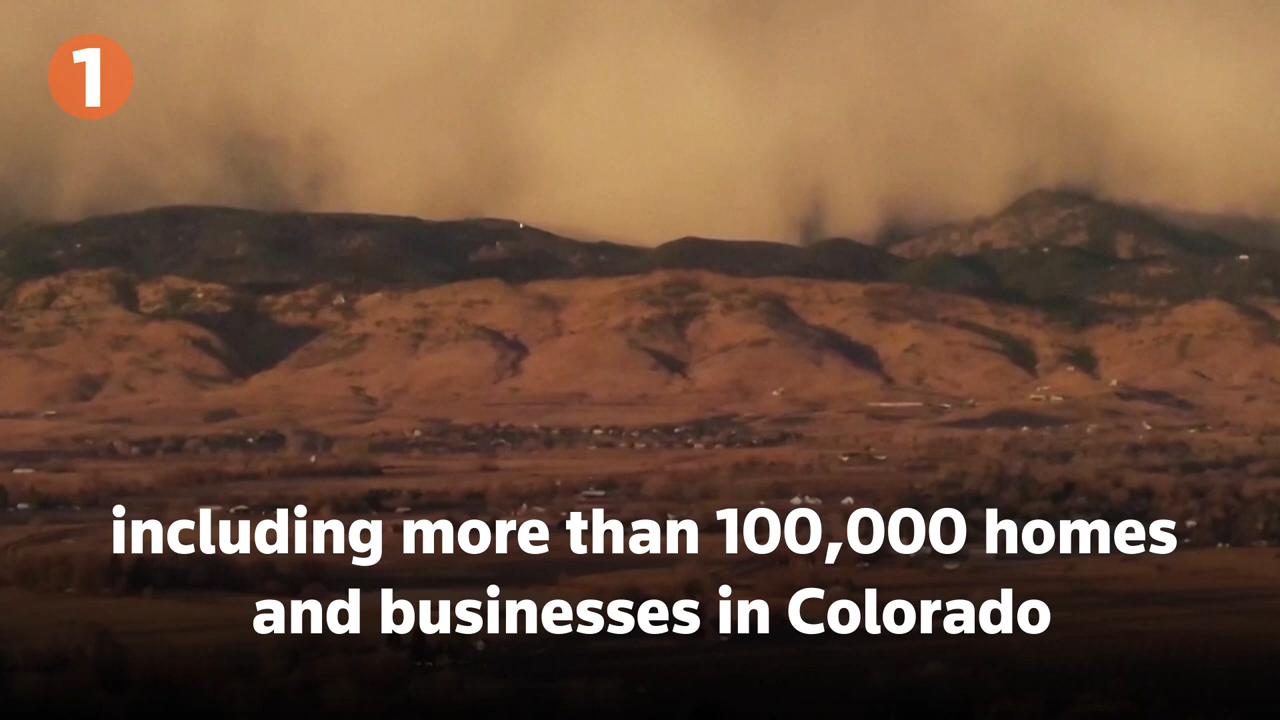 1
including more than 100,000 homes
and businesses in Colorado